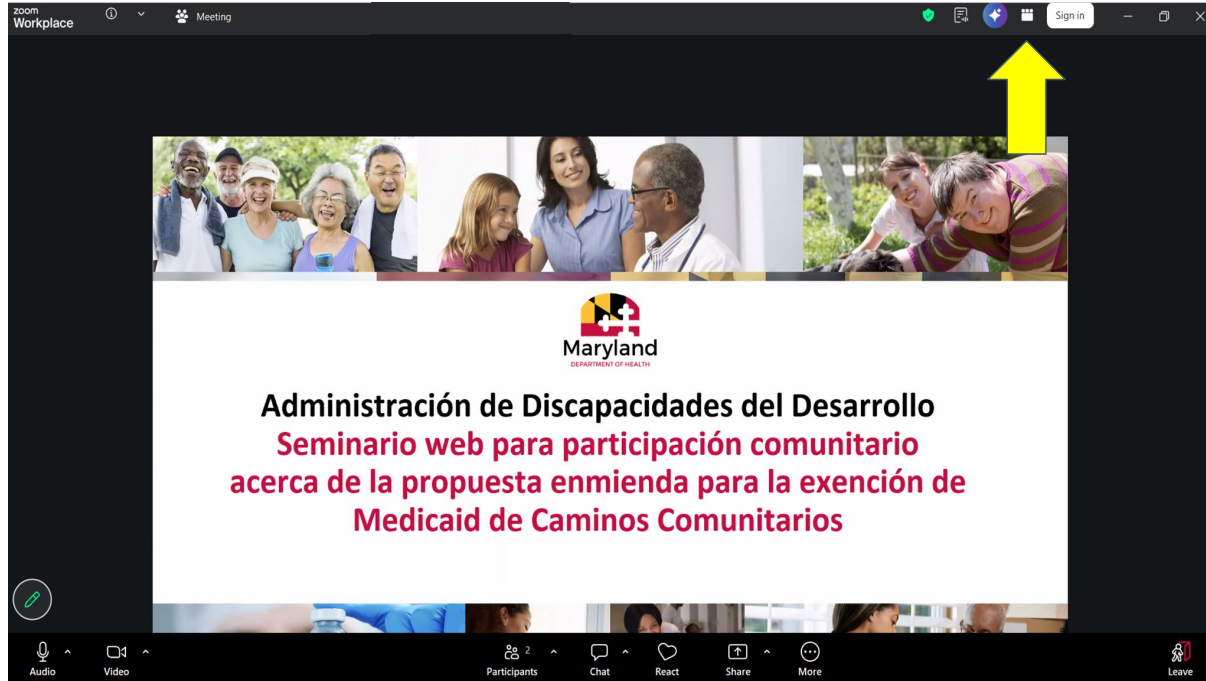 zoom
Workplace
Meeting
Sign in
Maryland
DEPARTMENT OF HEALTH
Administración de Discapacidades del Desarrollo
Seminario web para participación comunitario
acerca de la propuesta enmienda para la exención de
Medicaid de Caminos Comunitarios
2
Audio
Video
Participants
Chat
React
Share
More
Leave